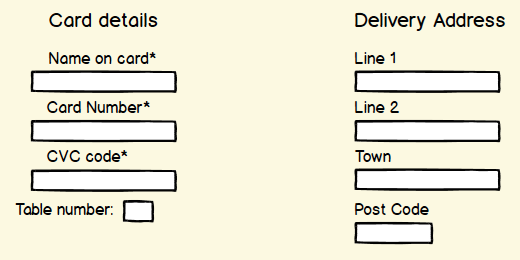 Card details
Name on card*
Card Number*
CVC code*
Table number:
Delivery Address
Line 1
Line 2
Town
Post Code